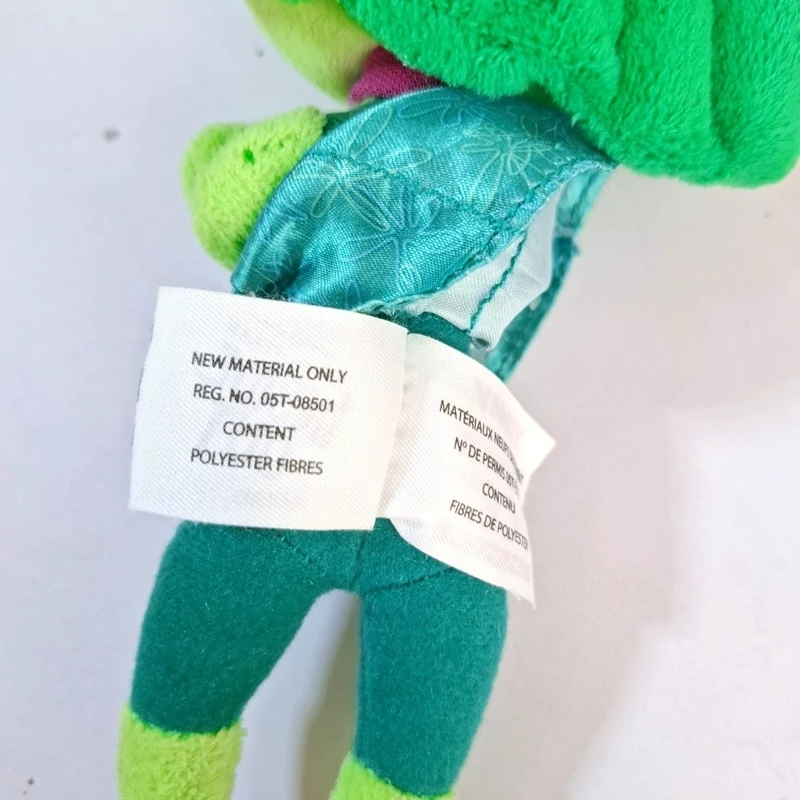 NEW MATERIAL ONLY
REG. NO. 05T-08501
CONTENT
POLYESTER FIBRES
MATÉRIAUX
Nº DE PERMIS
CONTENU
FIBRES DE POLYESTER